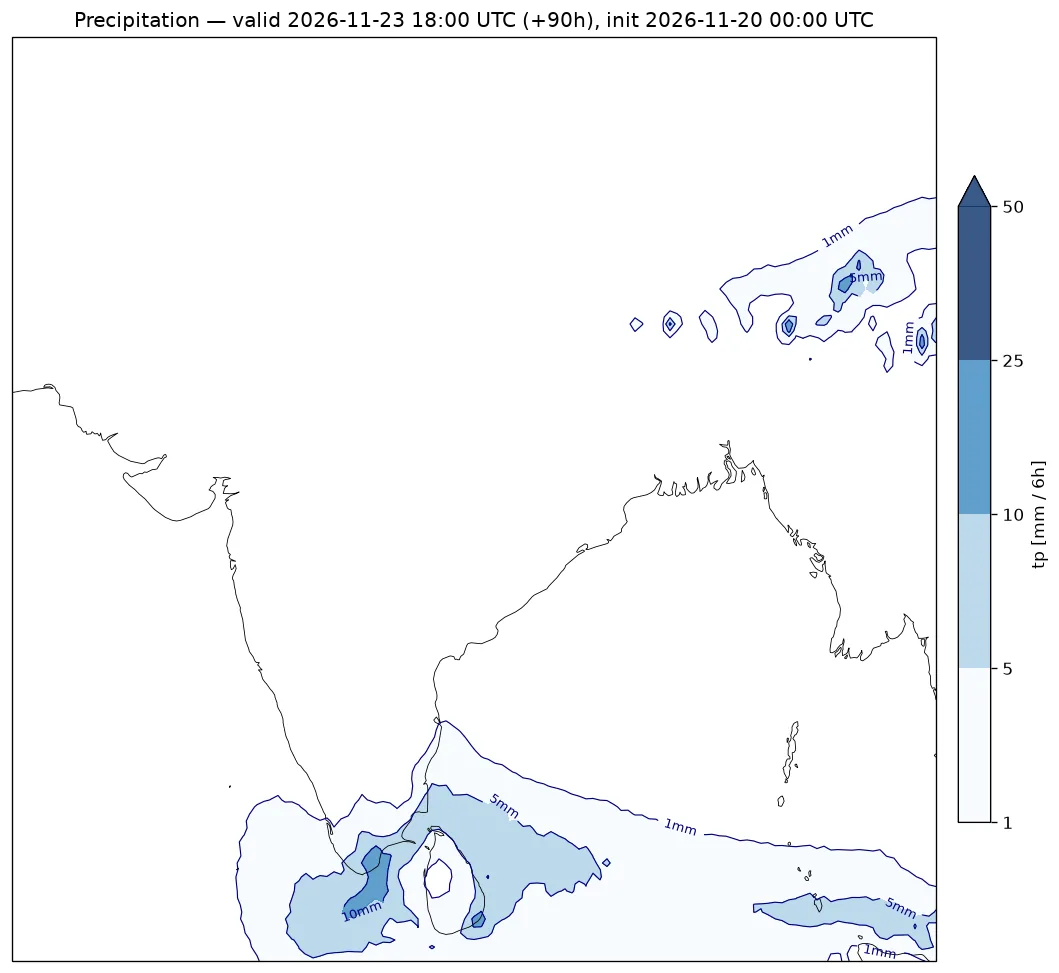 Precipitation — valid 2026-11-23 18:00 UTC (+90h), init 2026-11-20 00:00 UTC
1mm
5mm
1mm
5mm
1mm
10mm
5mm
1mm
50
25
10
5
1
tp [mm / 6h]